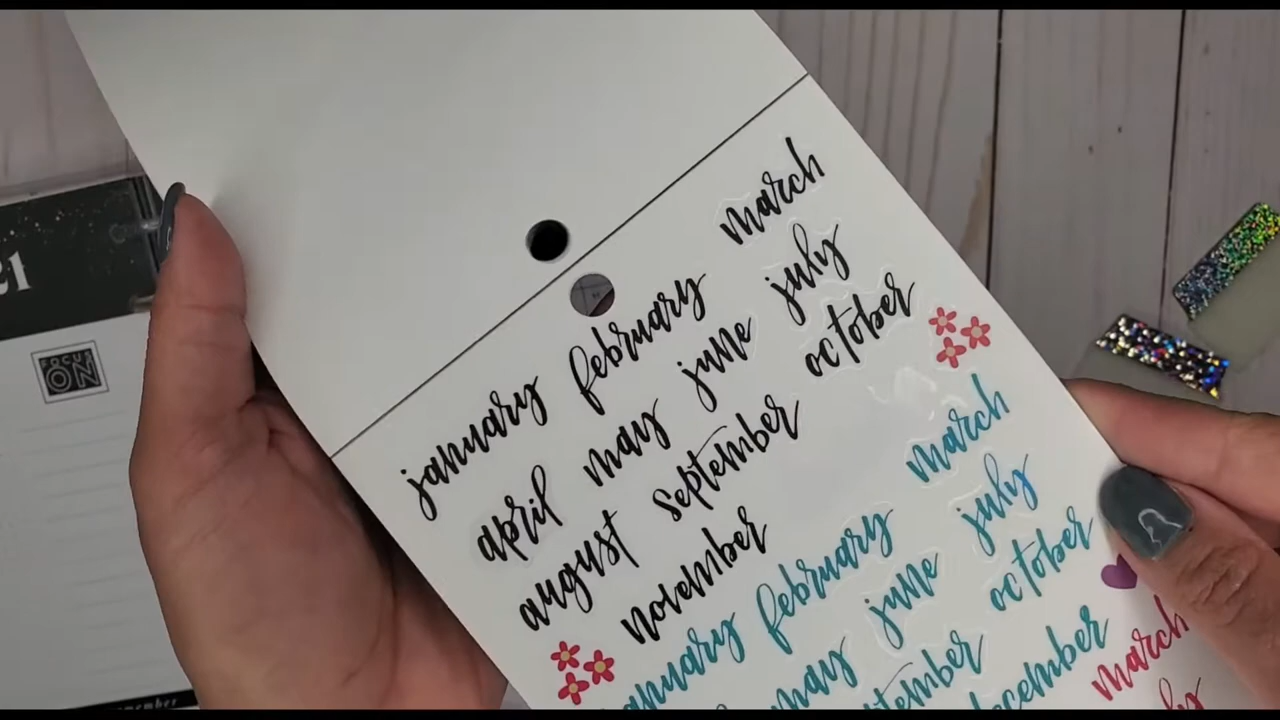 january february march
april may june july
august september october
november
january february march
may june july
october
december
march
21
FOCUS
ON